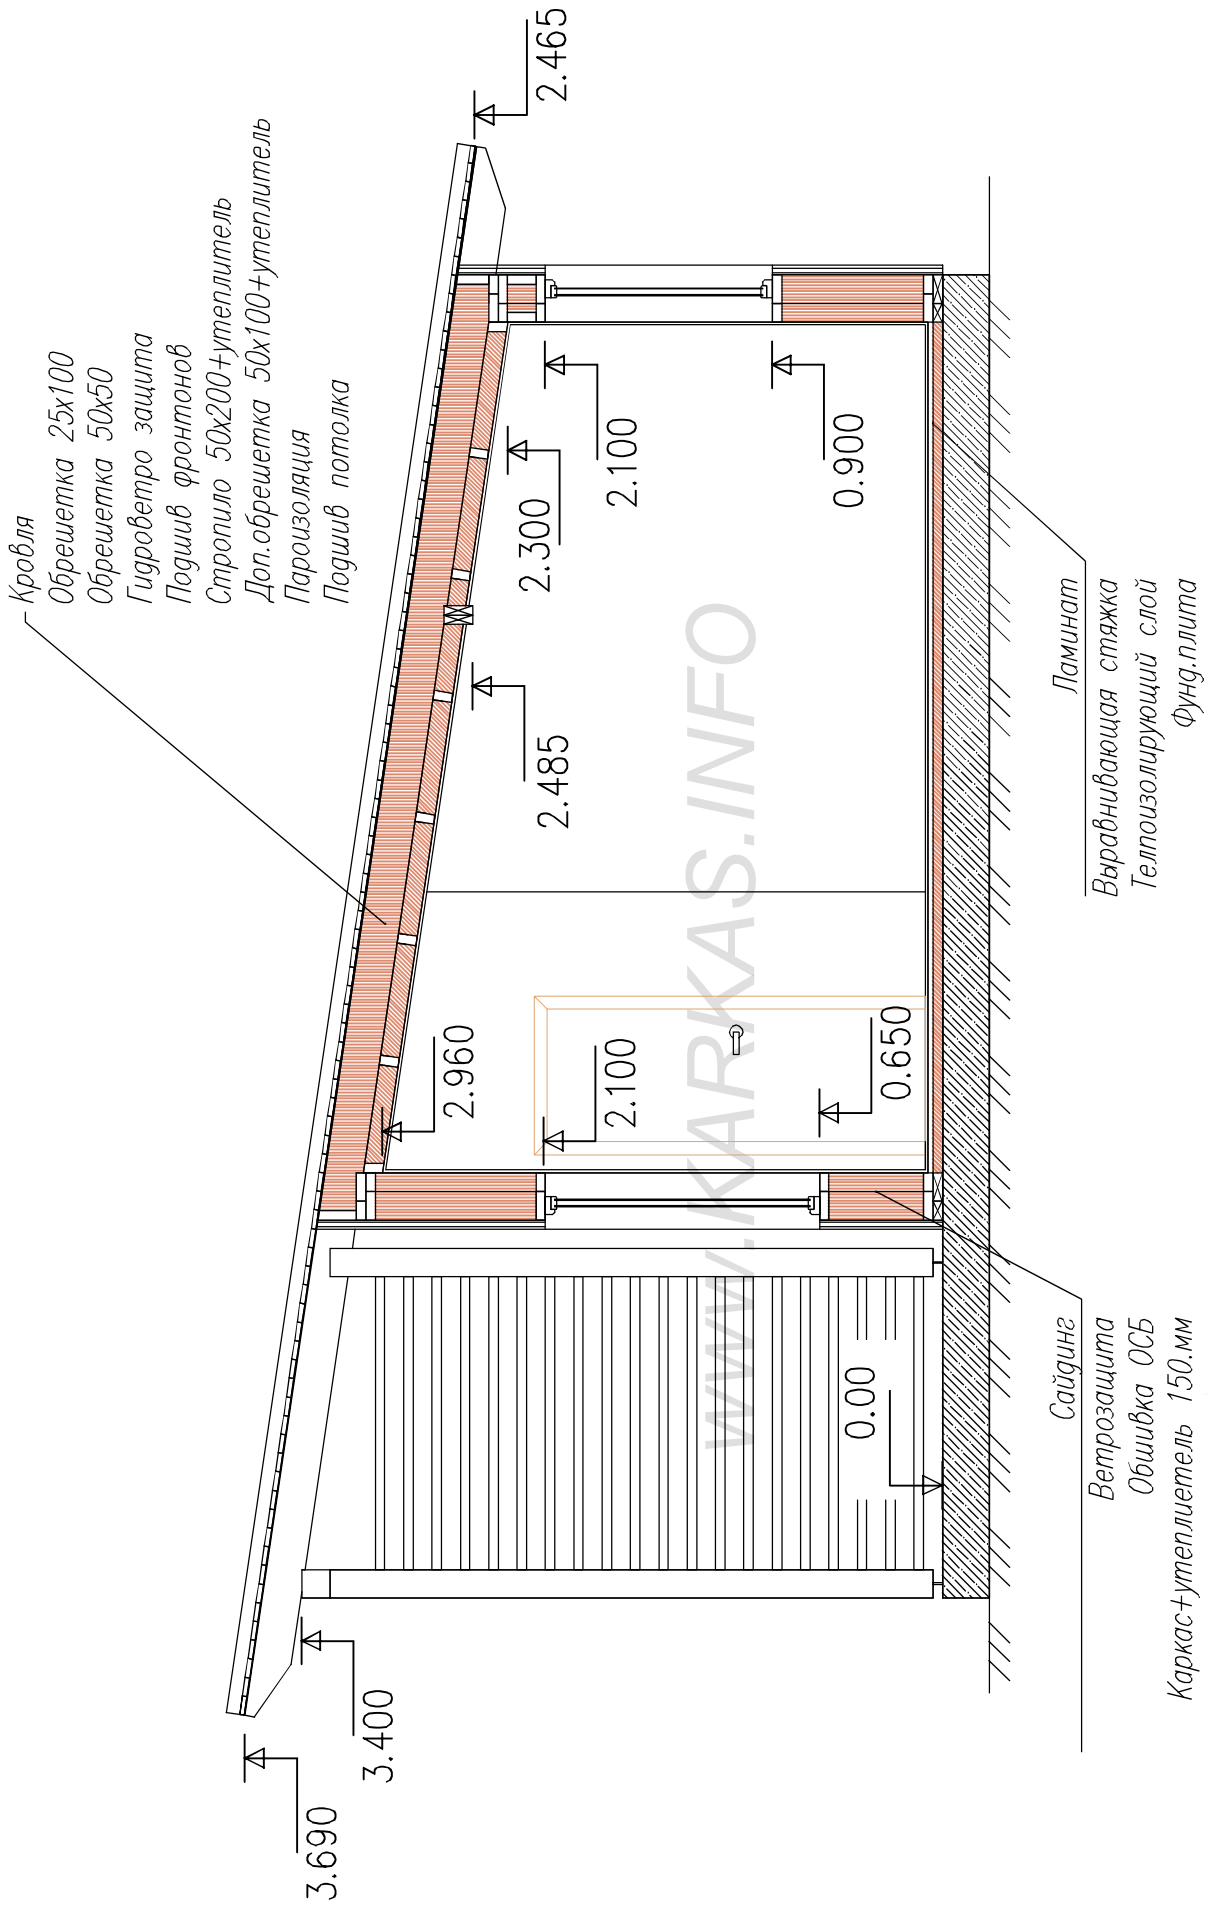 Кровля
Обрешетка 25х100
Обрешетка 50х50
Гидроветро защита
Подшив фронтонов
Стропило 50х200+утеплитель
Доп.обрешетка 50х100+утеплитель
Пароизоляция
Подшив потолка
3.690
3.400
2.960
2.485
2.300
2.465
2.100
2.100
0.650
0.900
0.00
www.KARKAS.INFO
Сайдинг
Ветрозащита
Обшивка ОСБ
Каркас+утеплиетель 150.мм
Ламинат
Выравнивающая стяжка
Телпоизолирующий слой
Фунд.плита